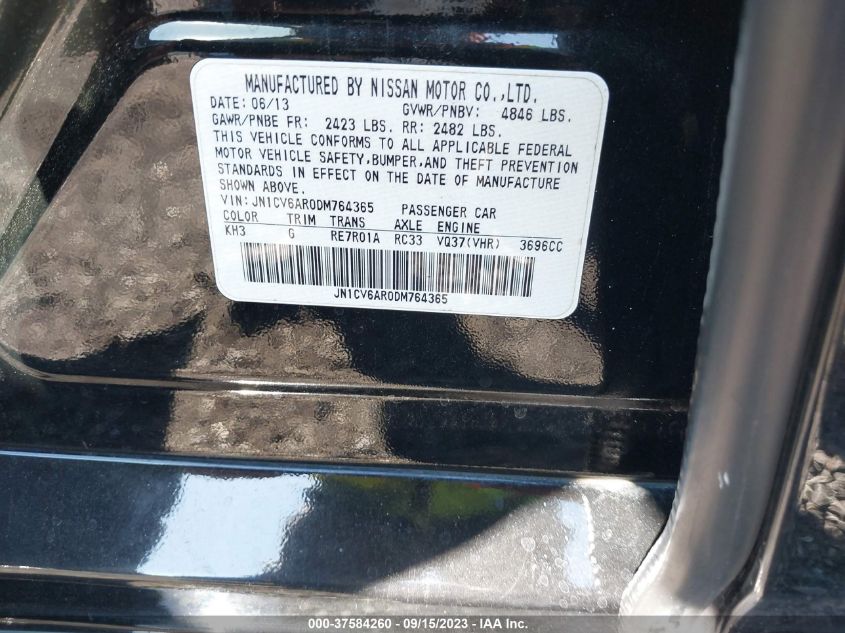 MANUFACTURED BY NISSAN MOTOR CO.,LTD.
DATE: 06/13 GVWR/PNBV: 4846 LBS.
GAWR/PNBE FR: 2423 LBS. RR: 2482 LBS.
THIS VEHICLE CONFORMS TO ALL APPLICABLE FEDERAL
MOTOR VEHICLE SAFETY,BUMPER,AND THEFT PREVENTION
STANDARDS IN EFFECT ON THE DATE OF MANUFACTURE
SHOWN ABOVE.
VIN: JN1CV6AR0DM764365 PASSENGER CAR
COLOR TRIM TRANS AXLE ENGINE
KH3 G RE7R01A RC33 VQ37(VHR) 3696CC
JN1CV6AR0DM764365
000-37584260 - 09/15/2023 - IAAI.COM